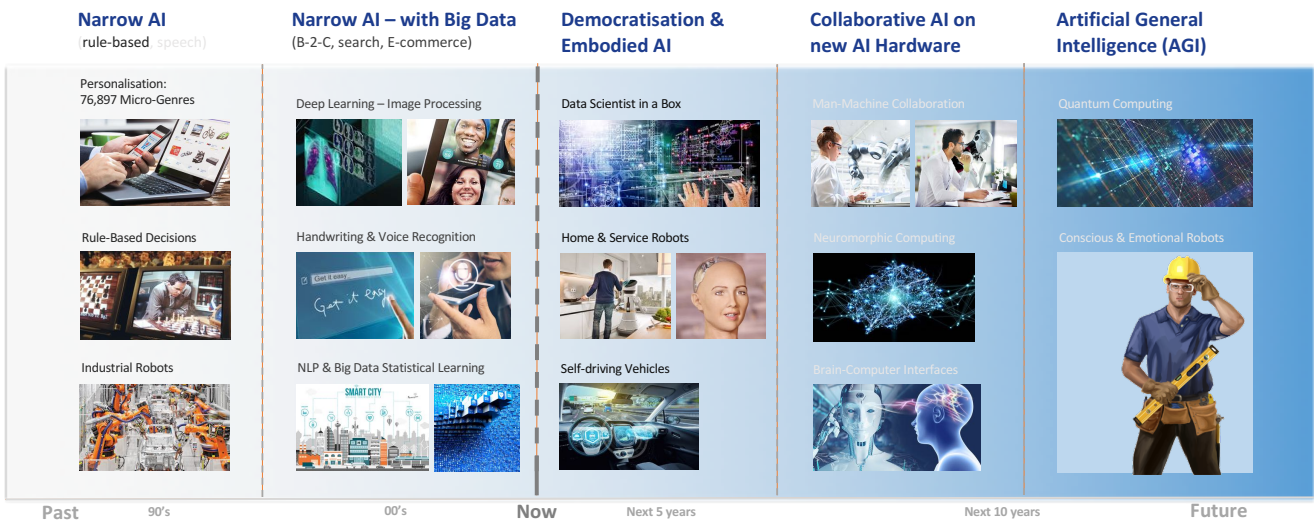 Narrow AI
(rule-based, speech)
Personalisation:
76,897 Micro-Genres
Rule-Based Decisions
Industrial Robots
Narrow AI – with Big Data
(B-2-C, search, E-commerce)
Deep Learning – Image Processing
Handwriting & Voice Recognition
Get it easy
Get it easy
NLP & Big Data Statistical Learning
SMART CITY
Democratisation &
Embodied AI
Data Scientist in a Box
Home & Service Robots
Self-driving Vehicles
Collaborative AI on
new AI Hardware
Man-Machine Collaboration
Neuromorphic Computing
Brain-Computer Interfaces
Artificial General
Intelligence (AGI)
Quantum Computing
Conscious & Emotional Robots
Past
90's
00's
Now
Next 5 years
Next 10 years
Future